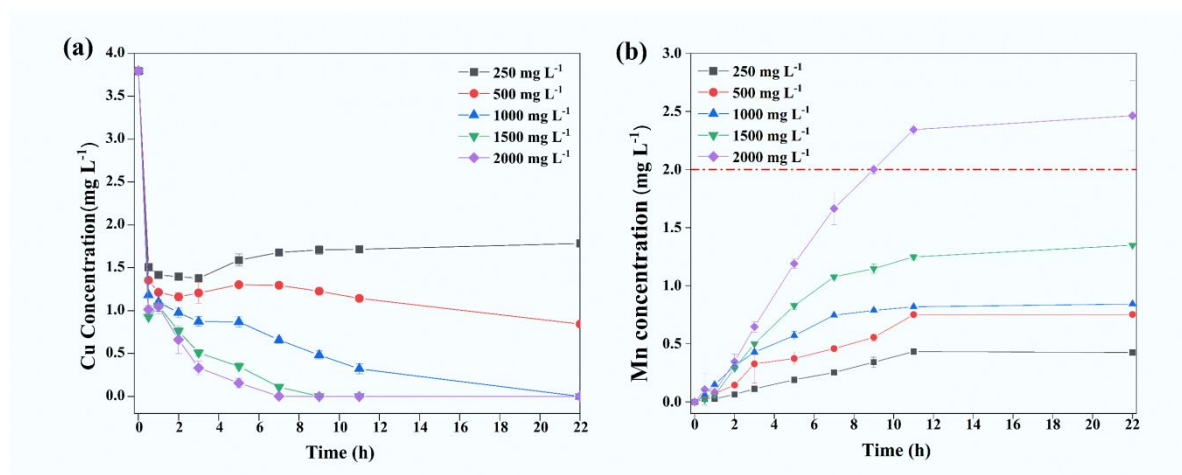 (a)
Cu Concentration(mg L⁻¹)
4.0
3.5
3.0
2.5
2.0
1.5
1.0
0.5
0.0
250 mg L⁻¹
500 mg L⁻¹
1000 mg L⁻¹
1500 mg L⁻¹
2000 mg L⁻¹
0 2 4 6 8 10 12 14 16 18 20 22
Time (h)
(b)
Mn concentration (mg L⁻¹)
3.0
2.5
2.0
1.5
1.0
0.5
0.0
250 mg L⁻¹
500 mg L⁻¹
1000 mg L⁻¹
1500 mg L⁻¹
2000 mg L⁻¹
0 2 4 6 8 10 12 14 16 18 20 22
Time (h)